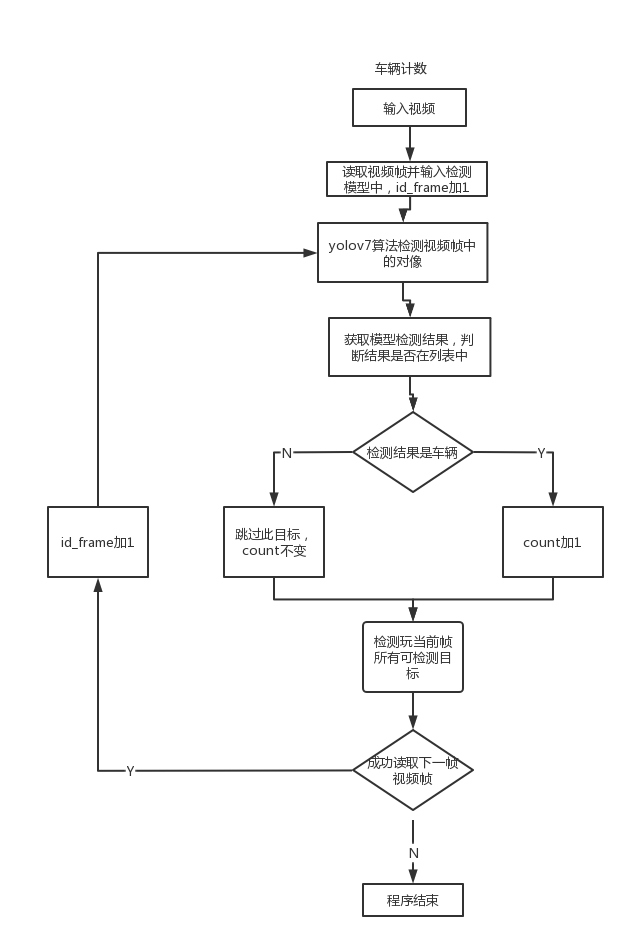 车辆计数
输入视频
读取视频帧并输入检测
模型中，id_frame加1
yolov7算法检测视频帧中
的对像
获取模型检测结果，判
断结果是否在列表中
检测结果是车辆
N
Y
跳过此目标，
count不变
count加1
id_frame加1
检测玩当前帧
所有可检测目
标
成功读取下一帧
视频帧
Y
N
程序结束